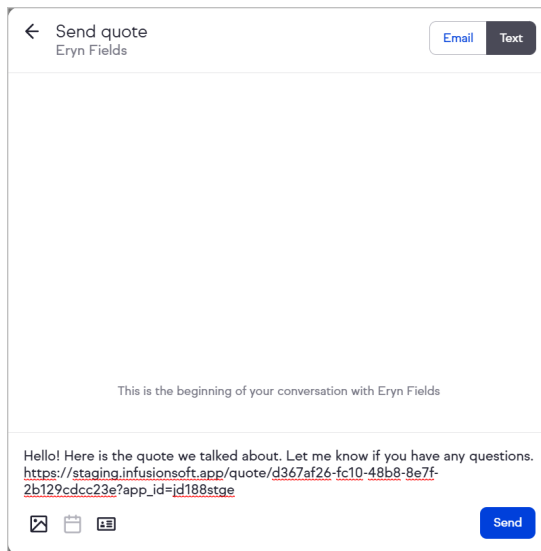 Send quote
Eryn Fields
Email
Text
This is the beginning of your conversation with Eryn Fields
Hello! Here is the quote we talked about. Let me know if you have any questions.
https://staging.infusionsoft.app/quote/d367af26-fc10-48b8-8e7f-
2b129cdcc23e?app_id=jd188stge
Send